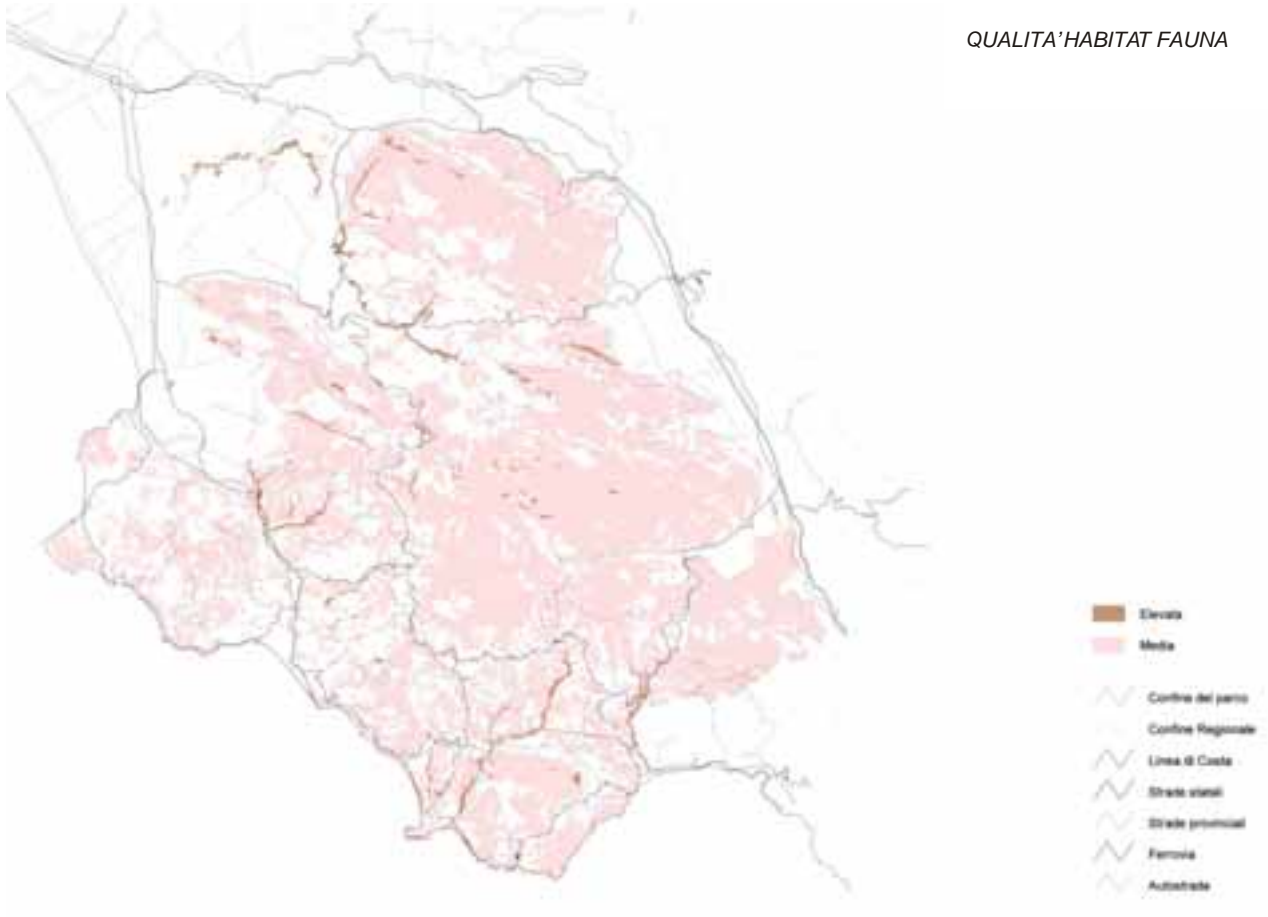 QUALITA' HABITAT FAUNA
Elevata
Media
Confine del parco
Confine Regionale
Linea di Costa
Strade statali
Strade provinciali
Ferrovia
Autostrade